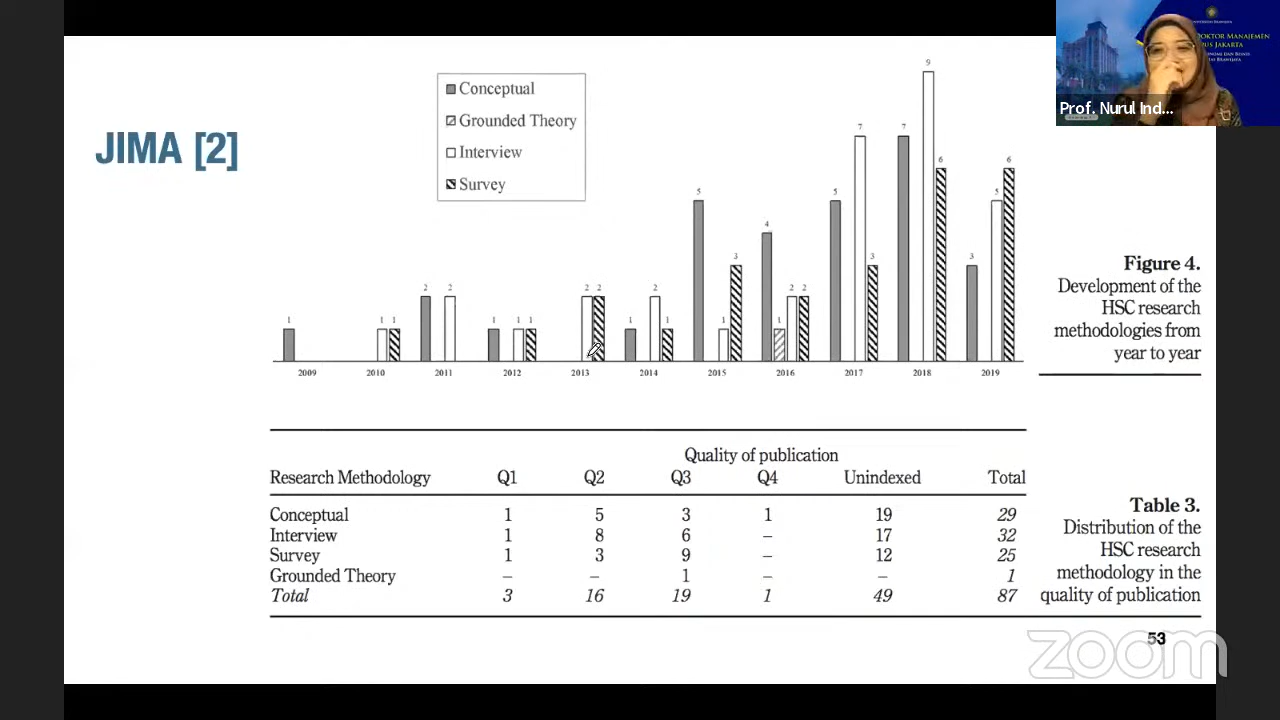 JIMA [2]
Conceptual
Grounded Theory
Interview
Survey
1
1 1
2 2
1 1 1
2 2
1 2 1
5 1 3
4 1 2 2
5 7 3
7 9 6
3 5 6
2009 2010 2011 2012 2013 2014 2015 2016 2017 2018 2019
Figure 4.
Development of the
HSC research
methodologies from
year to year
Quality of publication
Research Methodology Q1 Q2 Q3 Q4 Unindexed Total
Conceptual 1 5 3 1 19 29
Interview 1 8 6 – 17 32
Survey 1 3 9 – 12 25
Grounded Theory – – 1 – – 1
Total 3 16 19 1 49 87
Table 3.
Distribution of the
HSC research
methodology in the
quality of publication
53
zoom
DOKTOR MANAJEMEN
Prof. Nurul Ind...